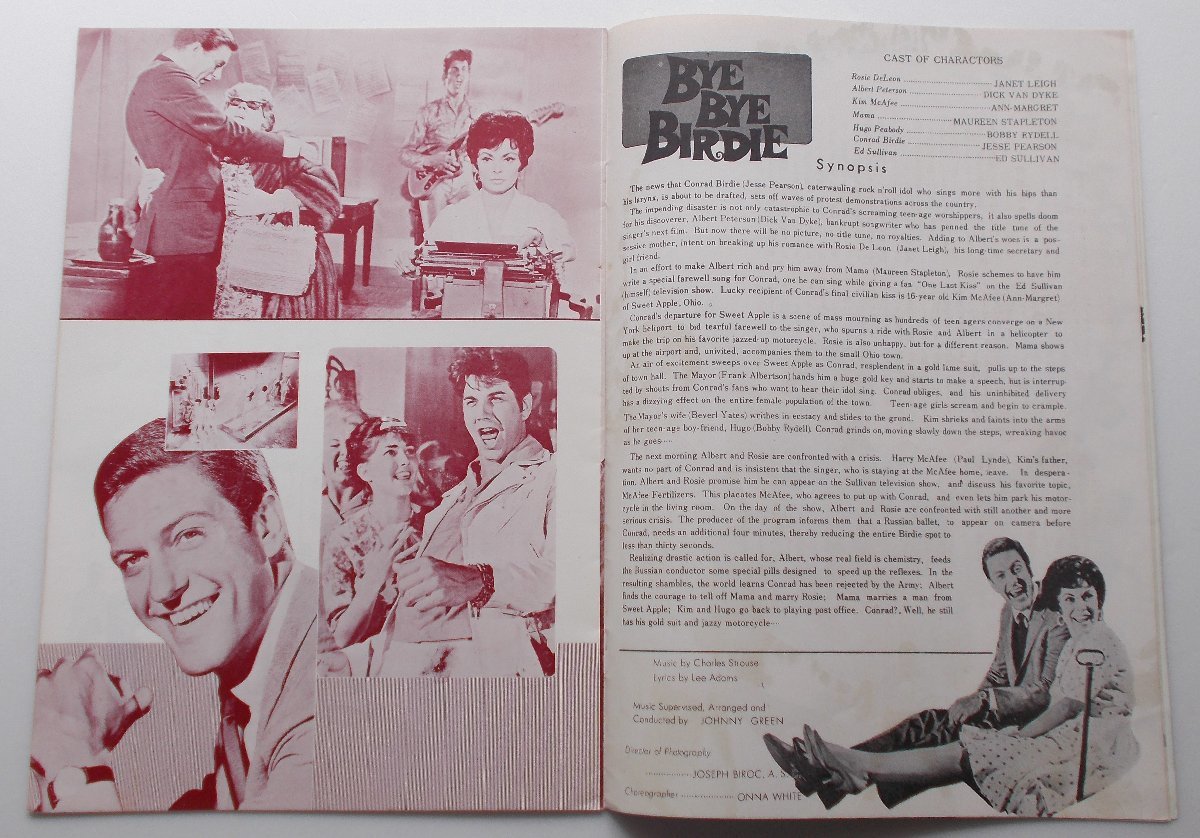 BYE
BYE
BIRDIE
Synopsis
CAST OF CHARACTORS
Rosie DeLeon ........ JANET LEIGH
Albert Peterson ........ DICK VAN DYKE
Kim McAfee ........ ANN-MARGRET
Mama ........ MAUREEN STAPLETON
Hugo Peabody ........ BOBBY RYDELL
Conrad Birdie ........ JESSE PEARSON
Ed Sullivan ........ ED SULLIVAN
The news that Conrad Birdie (Jesse Pearson), caterwauling rock n'roll idol who sings more with his hips than
his larynx, is about to be drafted, sets off waves of protest demonstrations across the country.
The impending disaster is not only catastrophic to Conrad's screaming teen-age worshippers, it also spells doom
for his discoverer, Albert Peterson (Dick Van Dyke), bankrupt songwriter who has penned the title tune of the
singer's next film. But now there will be no picture, no title tune, no royalties. Adding to Albert's woes is a pos-
sessive mother, intent on breaking up his romance with Rosie De Leon (Janet Leigh), his long-time secretary and
girl friend.
In an effort to make Albert rich and pry him away from Mama (Maureen Stapleton), Rosie schemes to have him
write a special farewell song for Conrad, one he can sing while giving a fan "One Last Kiss" on the Ed Sullivan
(himself) television show. Lucky recipient of Conrad's final civilian kiss is 16-year old Kim McAfee (Ann-Margret)
of Sweet Apple, Ohio.
Conrad's departure for Sweet Apple is a scene of mass mourning as hundreds of teen agers converge on a New
York heliport to bid tearful farewell to the singer, who spurns a ride with Rosie and Albert in a helicopter to
make the trip on his favorite jazzed-up motorcycle. Rosie is also unhappy, but for a different reason. Mama shows
up at the airport and, univited, accompanies them to the small Ohio town.
An air of excitement sweeps over Sweet Apple as Conrad, resplendent in a gold lame suit, pulls up to the steps
of town hall. The Mayor (Frank Albertson) hands him a huge gold key and starts to make a speech, but is interrup-
ted by shouts from Conrad's fans who want to hear their idol sing. Conrad obliges, and his uninhibited delivery
has a dizzying effect on the entire female population of the town. Teen-age girls scream and begin to crample.
The Mayor's wife (Beverl Yates) writhes in ecstacy and slides to the grond. Kim shrieks and faints into the arms
of her teen-age boy-friend, Hugo (Bobby Rydell). Conrad grinds on, moving slowly down the steps, wreaking havoc
as he goes····
The next morning Albert and Rosie are confronted with a crisis. Harry McAfee (Paul Lynde), Kim's father,
wants no part of Conrad and is insistent that the singer, who is staying at the McAfee home, leave. In despera-
tion, Albert and Rosie promise him he can appear on the Sullivan television show, and discuss his favorite topic,
McAfee Fertilizers. This placates McAfee, who agrees to put up with Conrad, and even lets him park his motor-
cycle in the living room. On the day of the show, Albert and Rosie are confronted with still another and more
serious crisis. The producer of the program informs them that a Russian ballet, to appear on camera before
Conrad, needs an additional four minutes, thereby reducing the entire Birdie spot to
less than thirty seconds.
Realizing drastic action is called for, Albert, whose real field is chemistry, feeds
the Russian conductor some special pills designed to speed up the reflexes. In the
resulting shambles, the world learns Conrad has been rejected by the Army; Albert
finds the courage to tell off Mama and marry Rosie; Mama marries a man from
Sweet Apple; Kim and Hugo go back to playing post office. Conrad?, Well, he still
has his gold suit and jazzy motorcycle····
Music by Charles Strouse
Lyrics by Lee Adams
Music Supervised, Arranged and
Conducted by JOHNNY GREEN
Director of Photography
........ JOSEPH BIROC, A. S.
Choreographer ........ ONNA WHITE